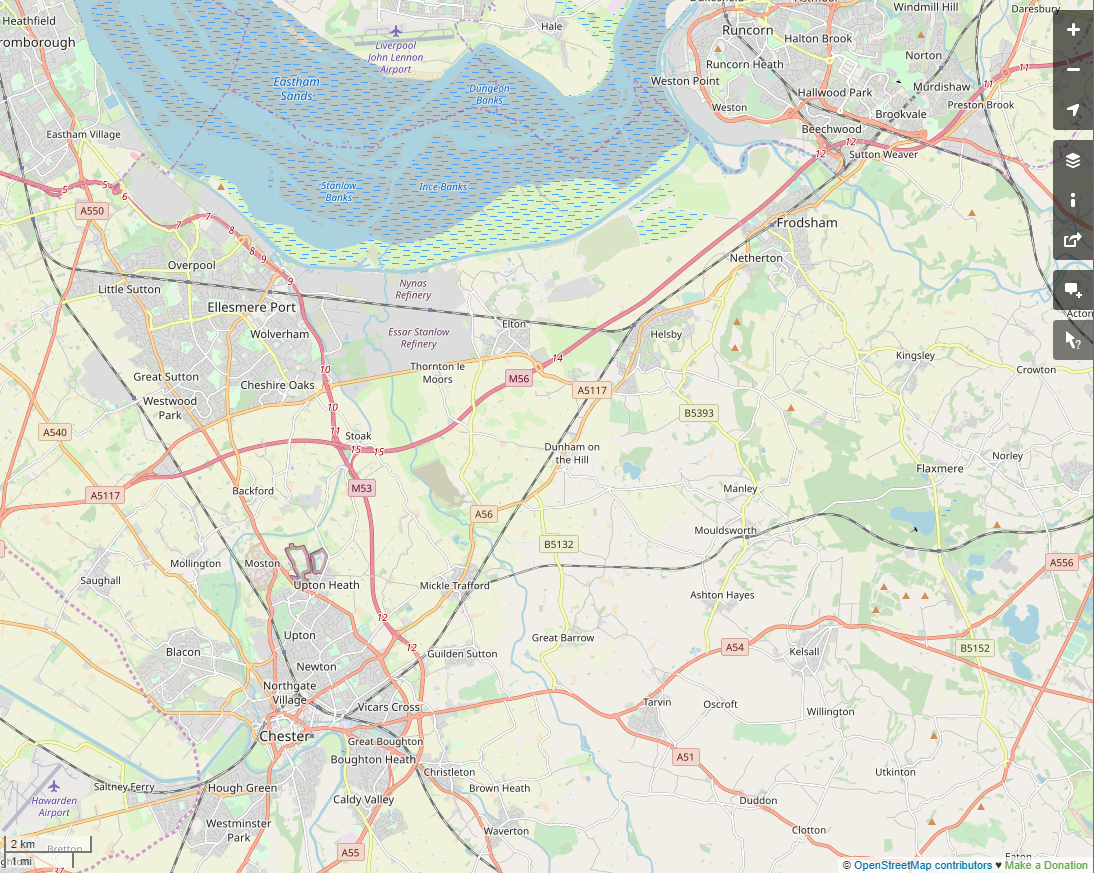 Heathfield
Hale
Windmill Hill
Daresbury
Runcorn
Halton Brook
romborough
Liverpool
John Lennon
Airport
Norton
Runcorn Heath
11
Weston Point
11
Eastham
Sands
Dungeon
Banks
Murdishaw
Hallwood Park
Preston Brook
Weston
Brookvale
Eastham Village
Beechwood
12
12
Sutton Weaver
5
5
6
Stanlow
Banks
Ince Banks
A550
7
7
8
8
9
9
Frodsham
Netherton
Overpool
Little Sutton
Nynas
Refinery
Ellesmere Port
Acton
Wolverham
Essar Stanlow
Refinery
Elton
Helsby
14
Kingsley
Great Sutton
10
Thornton le
Moors
M56
Crowton
Cheshire Oaks
A5117
Westwood
Park
10
B5393
A540
11
Stoak
15
15
Dunham on
the Hill
Norley
Flaxmere
Backford
M53
Manley
A5117
A56
Mouldsworth
B5132
Mollington
Moston
A556
Saughall
Upton Heath
Mickle Trafford
Ashton Hayes
12
Upton
Great Barrow
12
Blacon
Guilden Sutton
A54
Kelsall
B5152
Newton
Northgate
Village
Vicars Cross
Tarvin
Oscroft
Willington
Chester
Great Boughton
Boughton Heath
A51
Christleton
Utkinton
Saltney Ferry
Hough Green
Brown Heath
Hawarden
Airport
Caldy Valley
Duddon
Westminster
Park
Waverton
Clotton
2 km
A55
Bretton
1 mi
Eaton
37
© OpenStreetMap contributors ♥ Make a Donation